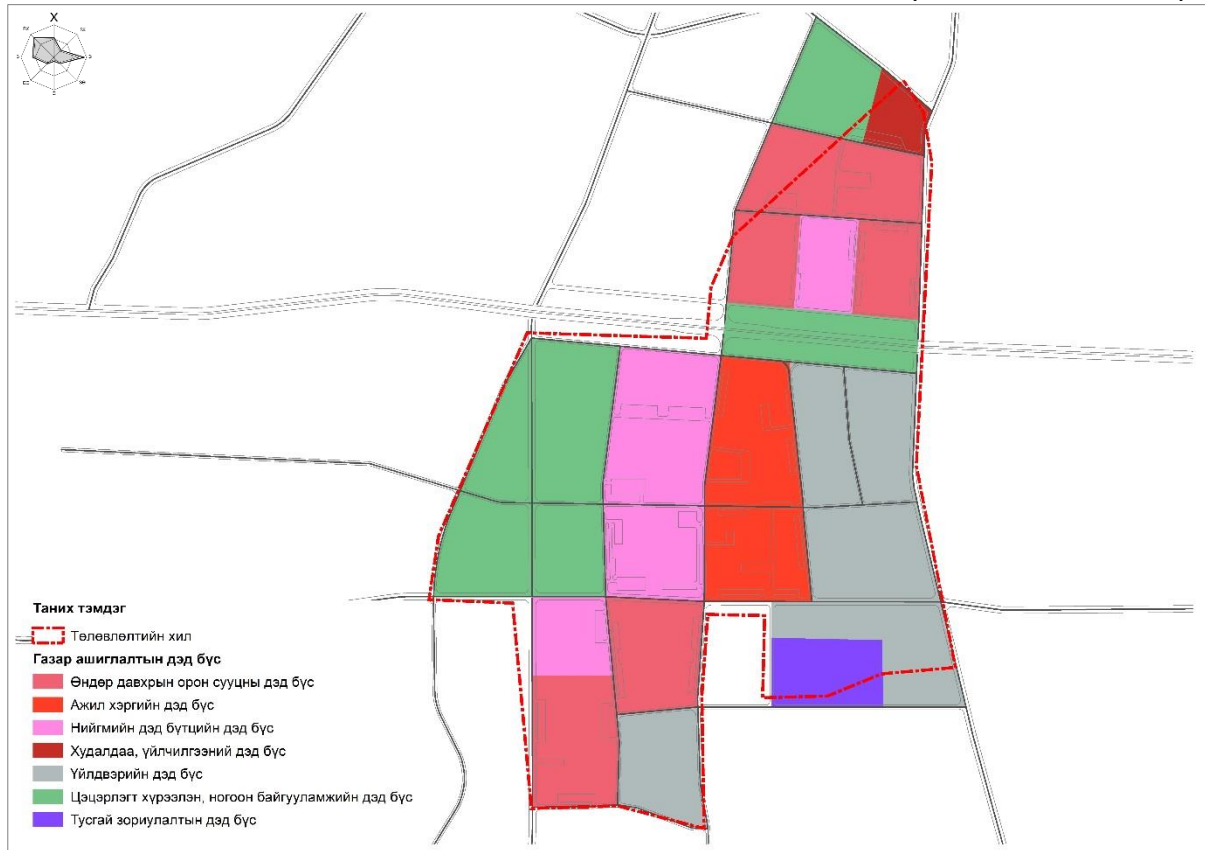 Х
Таних тэмдэг
Төлөвлөлтийн хил
Газар ашиглалтын дэд бүс
Өндөр давхрын орон сууцны дэд бүс
Ажил хэргийн дэд бүс
Нийгмийн дэд бүтцийн дэд бүс
Худалдаа, үйлчилгээний дэд бүс
Үйлдвэрийн дэд бүс
Цэцэрлэгт хүрээлэн, ногоон байгууламжийн дэд бүс
Тусгай зориулалтын дэд бүс